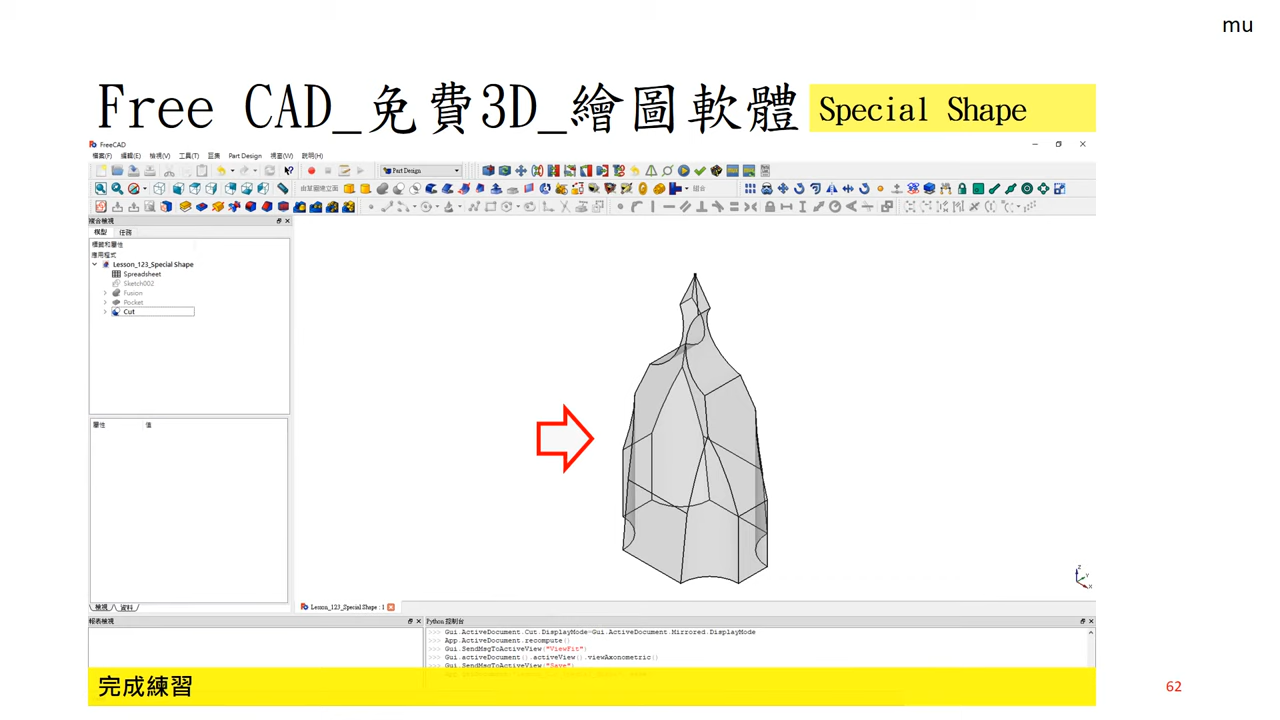 mu
Free CAD_免費3D_繪圖軟體
Special Shape
FreeCAD
檔案(F) 編輯(E) 檢視(V) 工具(T) 巨集 Part Design 視窗(W) 說明(H)
Part Design
組合檢視
模型 任務
標籤和屬性
應用程式
Lesson_123_Special Shape
Spreadsheet
Sketch002
Fusion
Pocket
Cut
屬性 值
檢視 資料
Lesson_123_Special Shape : 1
報表檢視
Python 控制台
>>> Gui.ActiveDocument.Cut.DisplayMode=Gui.ActiveDocument.Mirrored.DisplayMode
>>> App.ActiveDocument.recompute()
>>> Gui.SendMsgToActiveView("ViewFit")
>>> Gui.activeDocument().activeView().viewAxonometric()
>>> Gui.SendMsgToActiveView("Save")
Z
Y
X
完成練習
62